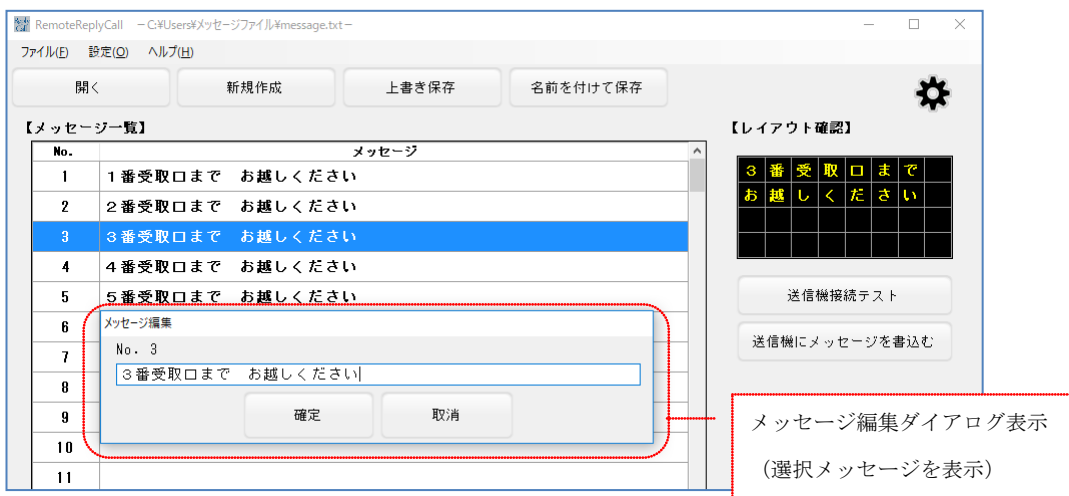 RemoteReplyCall －C:¥Users¥メッセージファイル¥message.txt－
ファイル(F) 設定(O) ヘルプ(H)
開く 新規作成 上書き保存 名前を付けて保存
【メッセージ一覧】
No. メッセージ
1 １番受取口まで　お越しください
2 ２番受取口まで　お越しください
3 ３番受取口まで　お越しください
4 ４番受取口まで　お越しください
5 ５番受取口まで　お越しください
6
7
8
9
10
11
メッセージ編集
No. 3
３番受取口まで　お越しください
確定 取消
【レイアウト確認】
３番受取口まで
お越しください
送信機接続テスト
送信機にメッセージを書込む
メッセージ編集ダイアログ表示
（選択メッセージを表示）